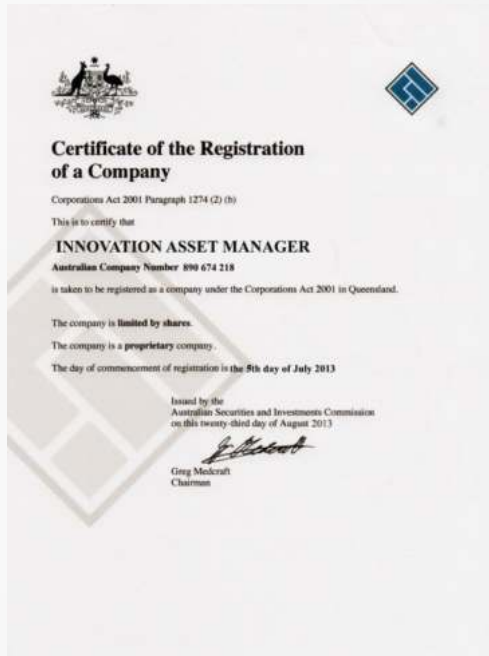 Certificate of the Registration
of a Company
Corporations Act 2001 Paragraph 1274 (2) (b)
This is to certify that
INNOVATION ASSET MANAGER
Australian Company Number 890 674 218
is taken to be registered as a company under the Corporations Act 2001 in Queensland.
The company is limited by shares.
The company is a proprietary company.
The day of commencement of registration is the 5th day of July 2013
Issued by the
Australian Securities and Investments Commission
on this twenty-third day of August 2013
Greg Medcraft
Chairman